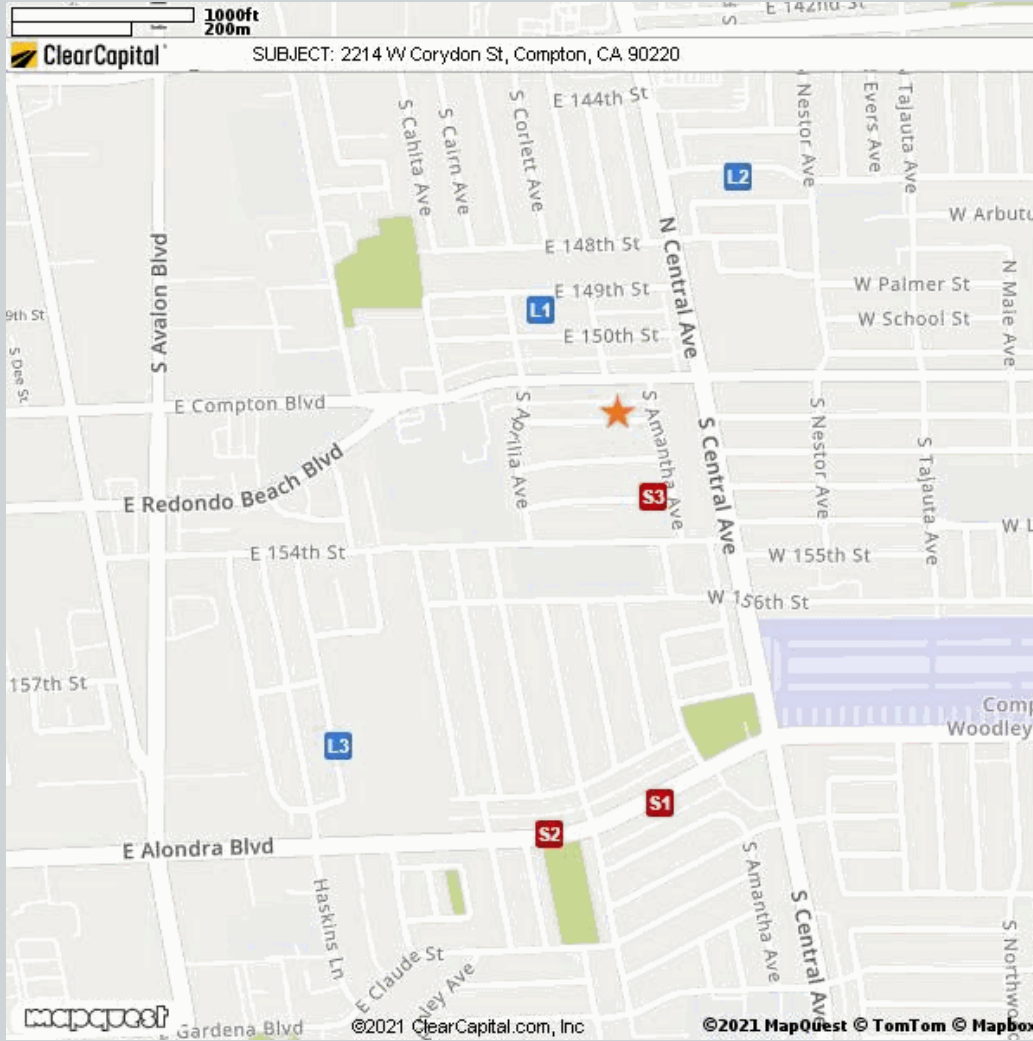 1000ft
200m
E 142nd St
ClearCapital
SUBJECT: 2214 W Corydon St, Compton, CA 90220
E 144th St
S Cahita Ave
S Cairn Ave
S Corlett Ave
N Nestor Ave
Evers Ave
N Tajauta Ave
L2
W Arbutu
N Central Ave
E 148th St
S Avalon Blvd
W Palmer St
N Maie Ave
E 149th St
L1
9th St
W School St
E 150th St
S Dee St
E Compton Blvd
S Aprilia Ave
S Amantha Ave
S Central Ave
S Nestor Ave
S Tajauta Ave
E Redondo Beach Blvd
S3
W L
E 154th St
W 155th St
W 156th St
157th St
Comp
Woodley
L3
S1
S2
E Alondra Blvd
Haskins Ln
S Amantha Ave
S Central Ave
S Northwo
E Claude St
ley Ave
mapquest
Gardena Blvd
©2021 ClearCapital.com, Inc
©2021 MapQuest © TomTom © Mapbox